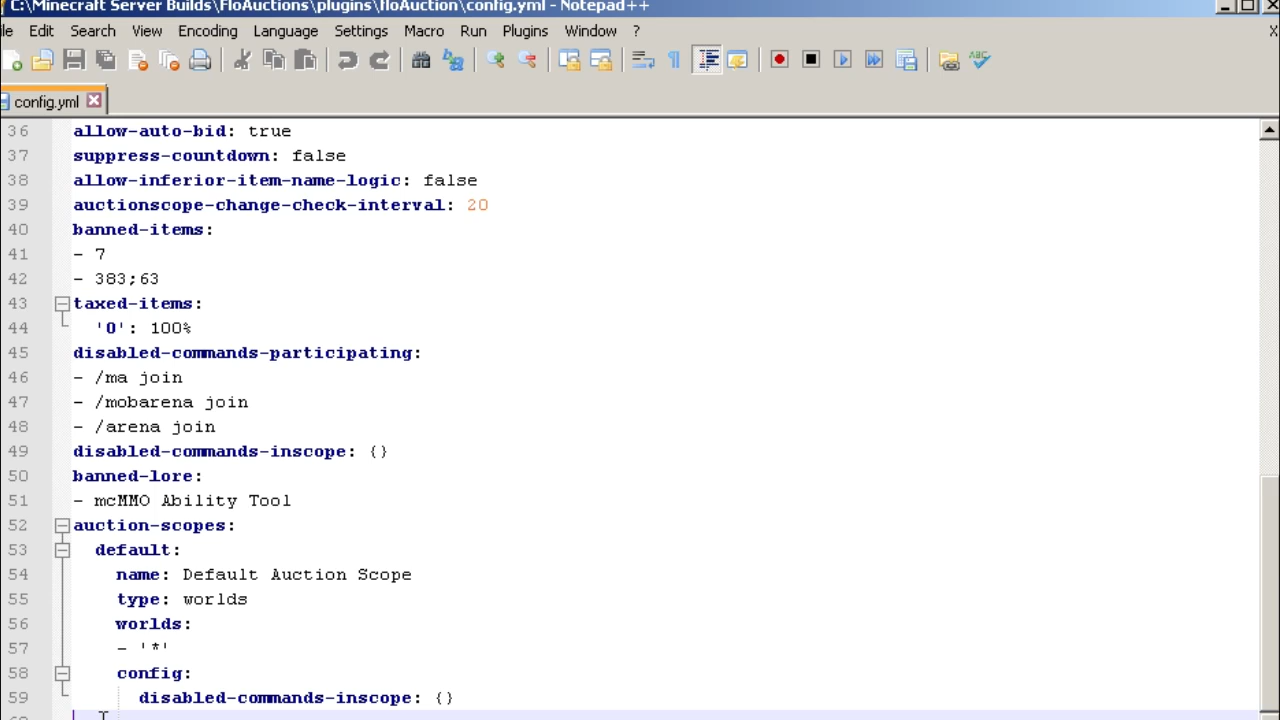 C:\Minecraft Server Builds\FloAuctions\plugins\floAuction\config.yml - Notepad++
le Edit Search View Encoding Language Settings Macro Run Plugins Window ? X
config.yml
36 allow-auto-bid: true
37 suppress-countdown: false
38 allow-inferior-item-name-logic: false
39 auctionscope-change-check-interval: 20
40 banned-items:
41 - 7
42 - 383;63
43 taxed-items:
44 '0': 100%
45 disabled-commands-participating:
46 - /ma join
47 - /mobarena join
48 - /arena join
49 disabled-commands-inscope: {}
50 banned-lore:
51 - mcMMO Ability Tool
52 auction-scopes:
53 default:
54 name: Default Auction Scope
55 type: worlds
56 worlds:
57 - '*'
58 config:
59 disabled-commands-inscope: {}